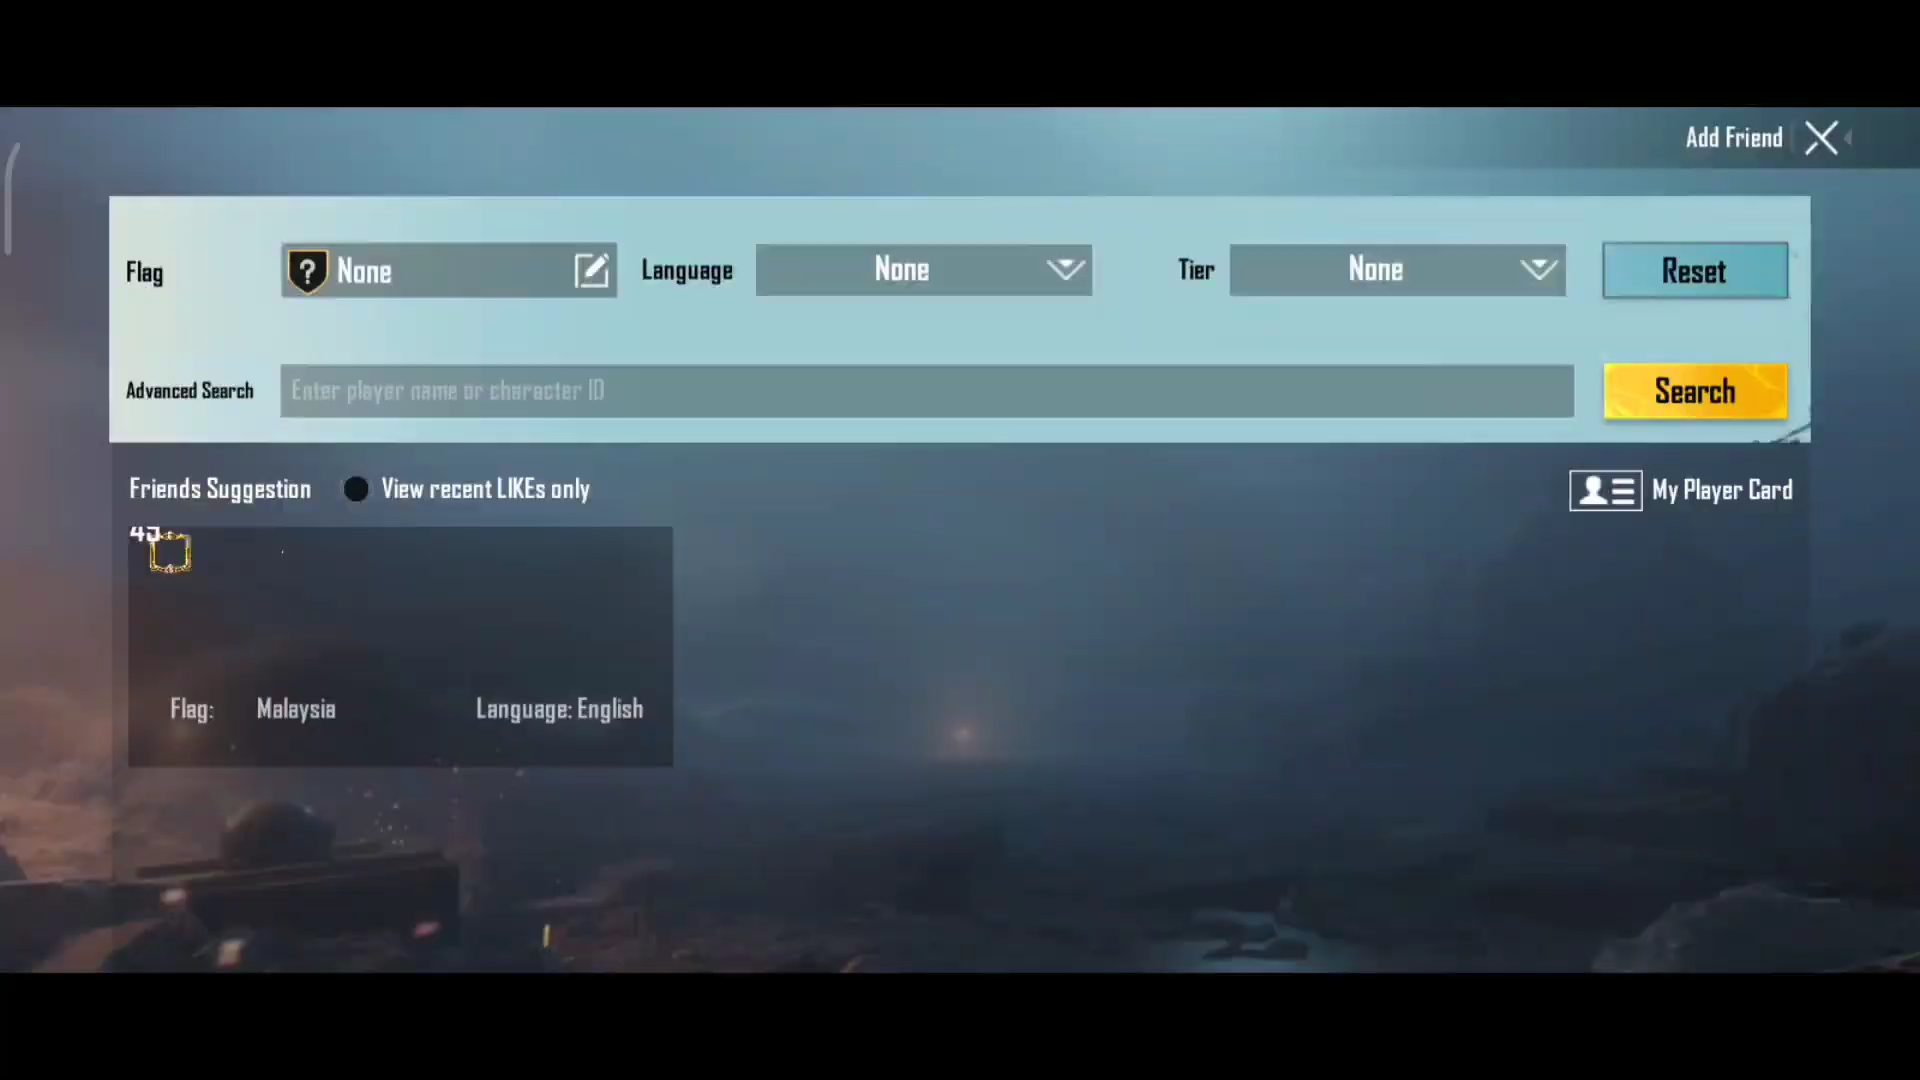 Add Friend
Flag ? None Language None Tier None Reset
Advanced Search Enter player name or character ID Search
Friends Suggestion View recent LIKEs only My Player Card
Flag: Malaysia Language: English